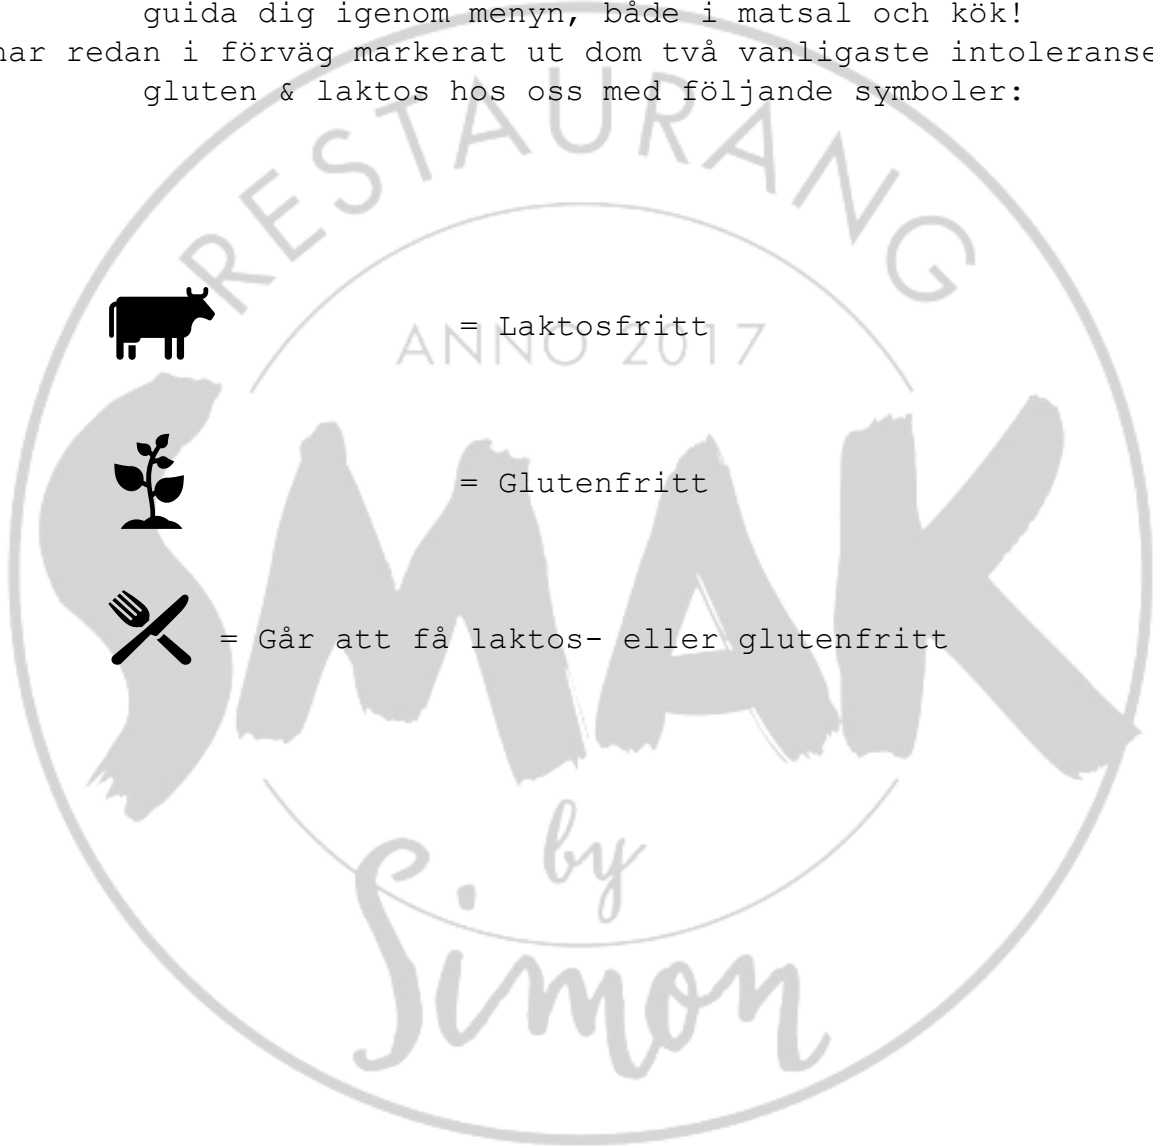 guida dig igenom menyn, både i matsal och kök!
har redan i förväg markerat ut dom två vanligaste
gluten & laktos hos oss med följande symboler:
RESTAURANG
= Laktosfritt
ANNO 2017
= Glutenfritt
SMAK
= Går att få laktos- eller glutenfritt
by
Simon